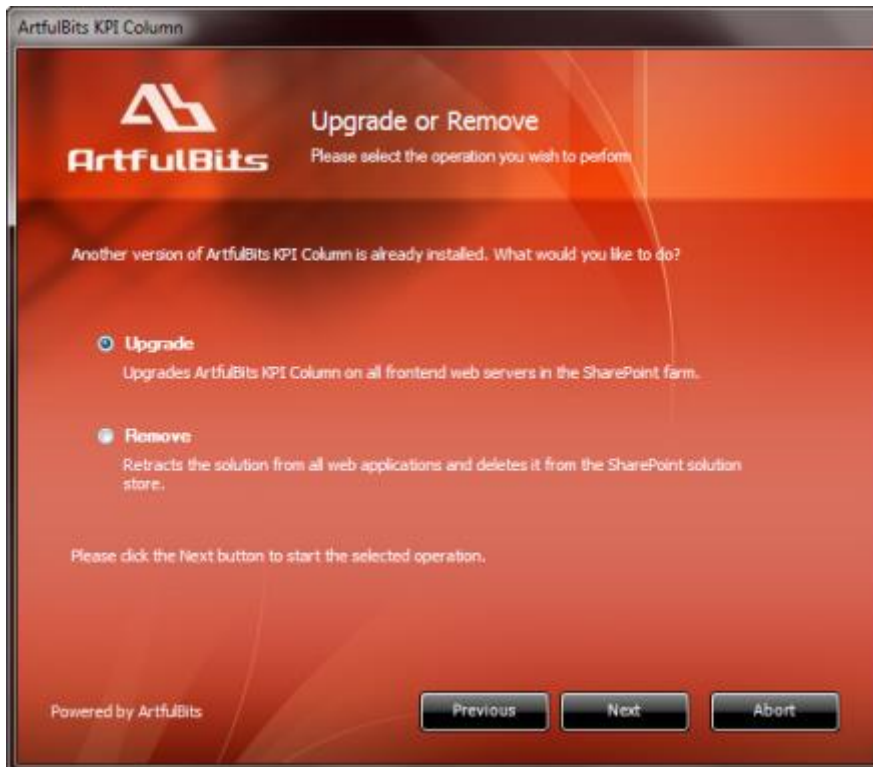 ArtfulBits KPI Column
ArtfulBits
Upgrade or Remove
Please select the operation you wish to perform
Another version of ArtfulBits KPI Column is already installed. What would you like to do?
Upgrade
Upgrades ArtfulBits KPI Column on all frontend web servers in the SharePoint farm.
Remove
Retracts the solution from all web applications and deletes it from the SharePoint solution
store.
Please click the Next button to start the selected operation.
Powered by ArtfulBits
Previous
Next
Abort